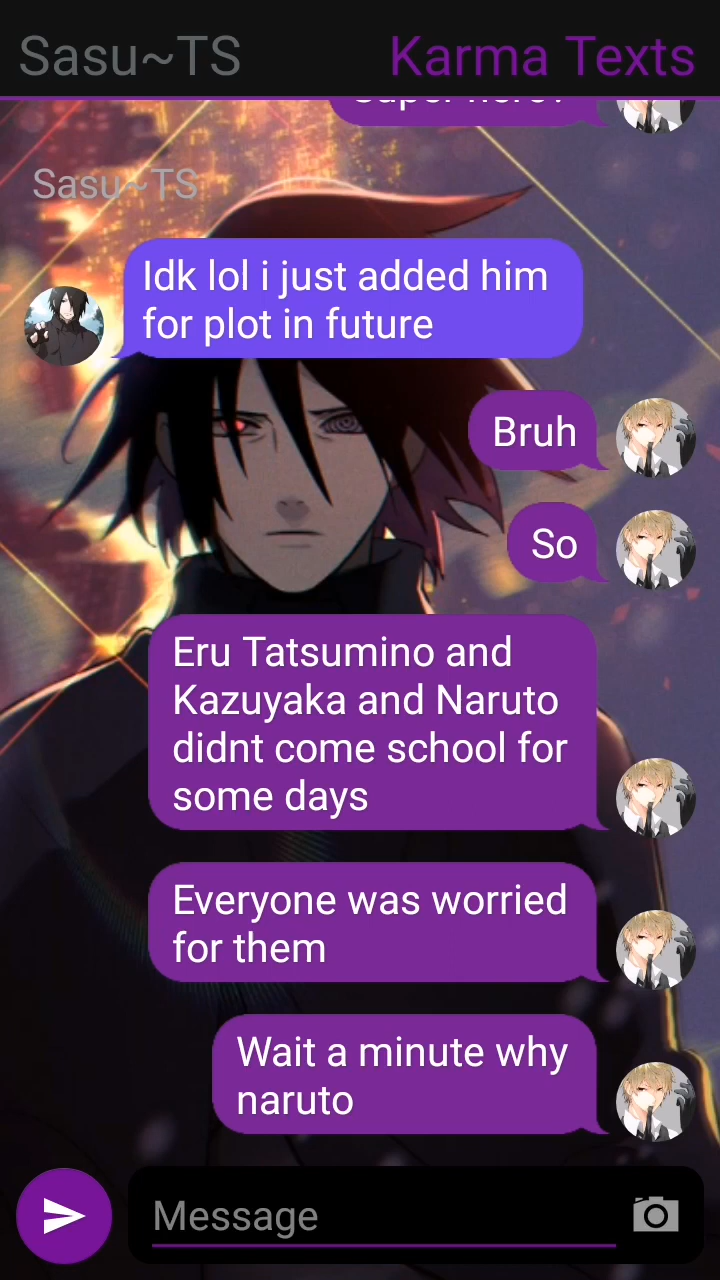 Sasu~TS
Karma Texts
Super hero?
Sasu~TS
Idk lol i just added him
for plot in future
Bruh
So
Eru Tatsumino and
Kazuyaka and Naruto
didnt come school for
some days
Everyone was worried
for them
Wait a minute why
naruto
Message